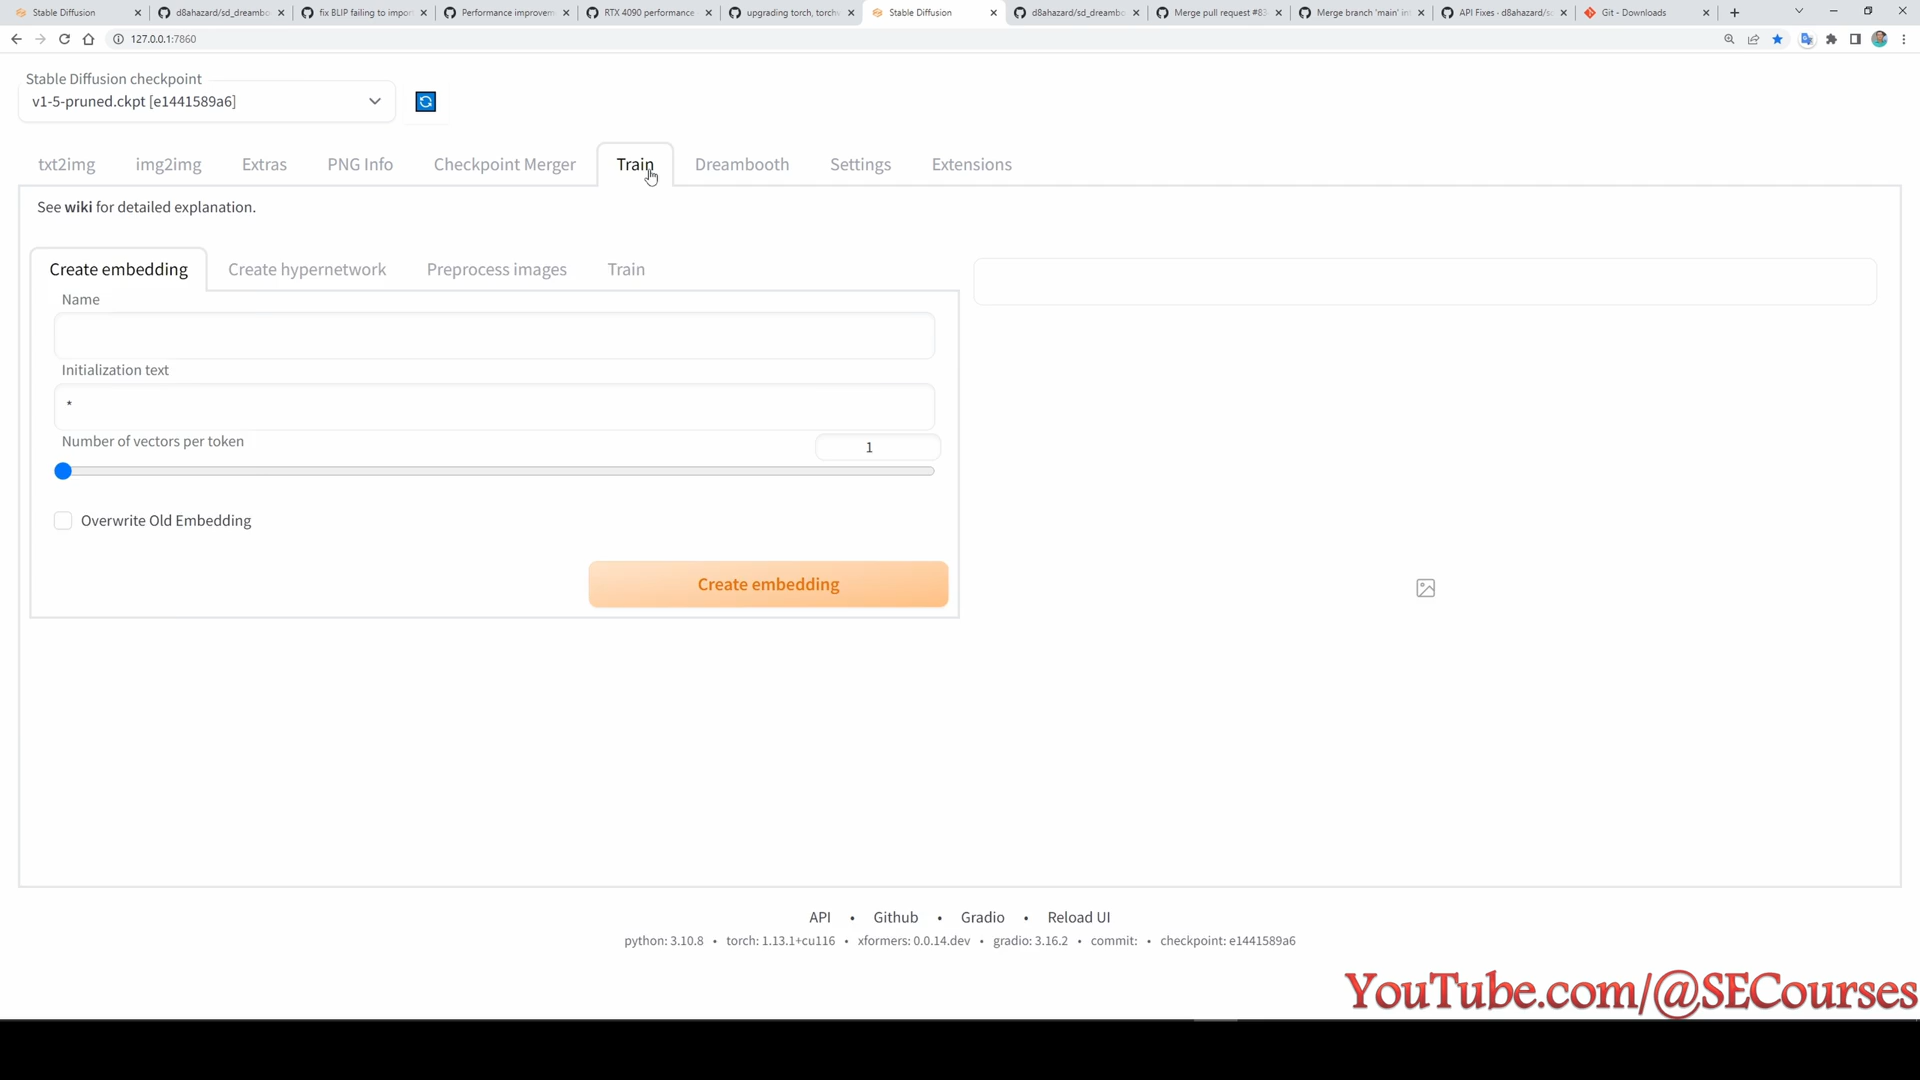 Stable Diffusion d8ahazard/sd_dreambo fix BLIP failing to impor Performance improvem RTX 4090 performance upgrading torch, torchv Stable Diffusion d8ahazard/sd_dreambo Merge pull request #83 Merge branch 'main' in API Fixes · d8ahazard/s Git - Downloads
127.0.0.1:7860
Stable Diffusion checkpoint
v1-5-pruned.ckpt [e1441589a6]
txt2img img2img Extras PNG Info Checkpoint Merger Train Dreambooth Settings Extensions
See wiki for detailed explanation.
Create embedding Create hypernetwork Preprocess images Train
Name
Initialization text
*
Number of vectors per token
1
Overwrite Old Embedding
Create embedding
API • Github • Gradio • Reload UI
python: 3.10.8 • torch: 1.13.1+cu116 • xformers: 0.0.14.dev • gradio: 3.16.2 • commit: • checkpoint: e1441589a6
YouTube.com/@SECourses